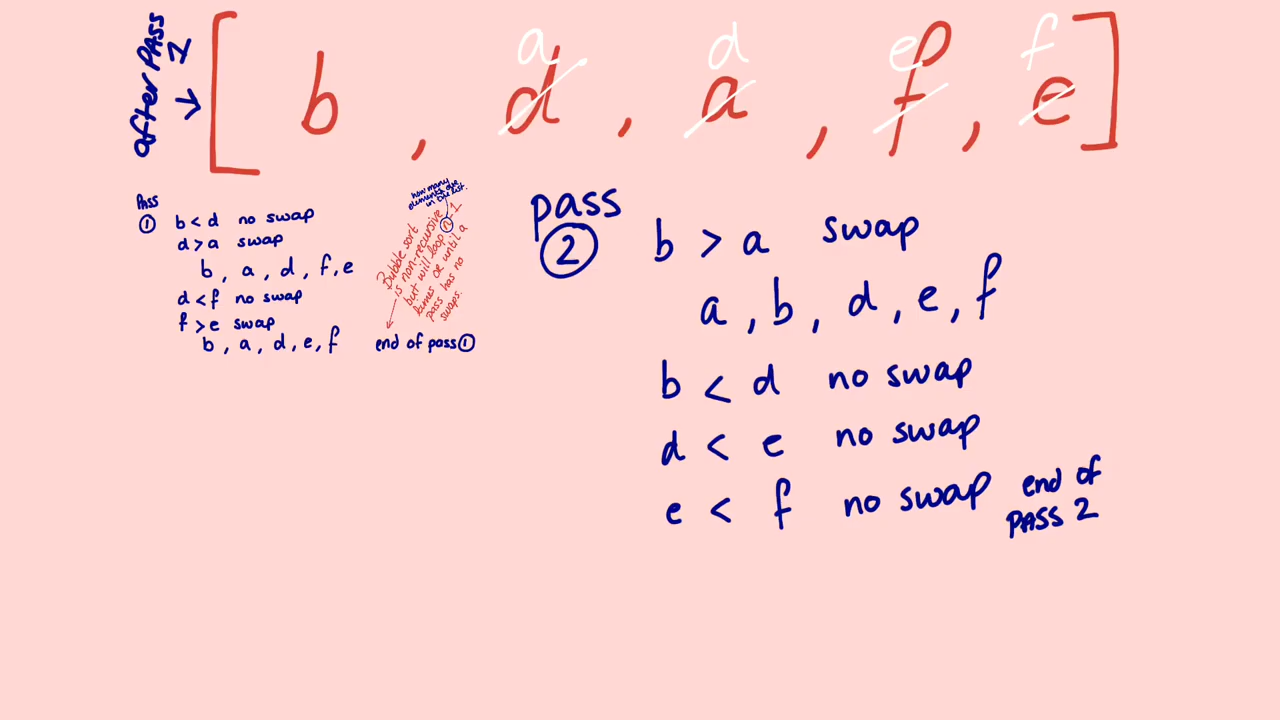 after PASS 1
a d e f
[ b , d , a , f , e ]
Pass
①
b < d no swap
d > a swap
b , a , d , f , e
d < f no swap
f > e swap
b , a , d , e , f
end of pass ①
how many
elements are
in the list.
Bubble sort
is non-recursive
but will loop n-1
times or until a
pass has no
swaps.
pass
②
b > a swap
a , b , d , e , f
b < d no swap
d < e no swap
e < f no swap
end of
PASS 2